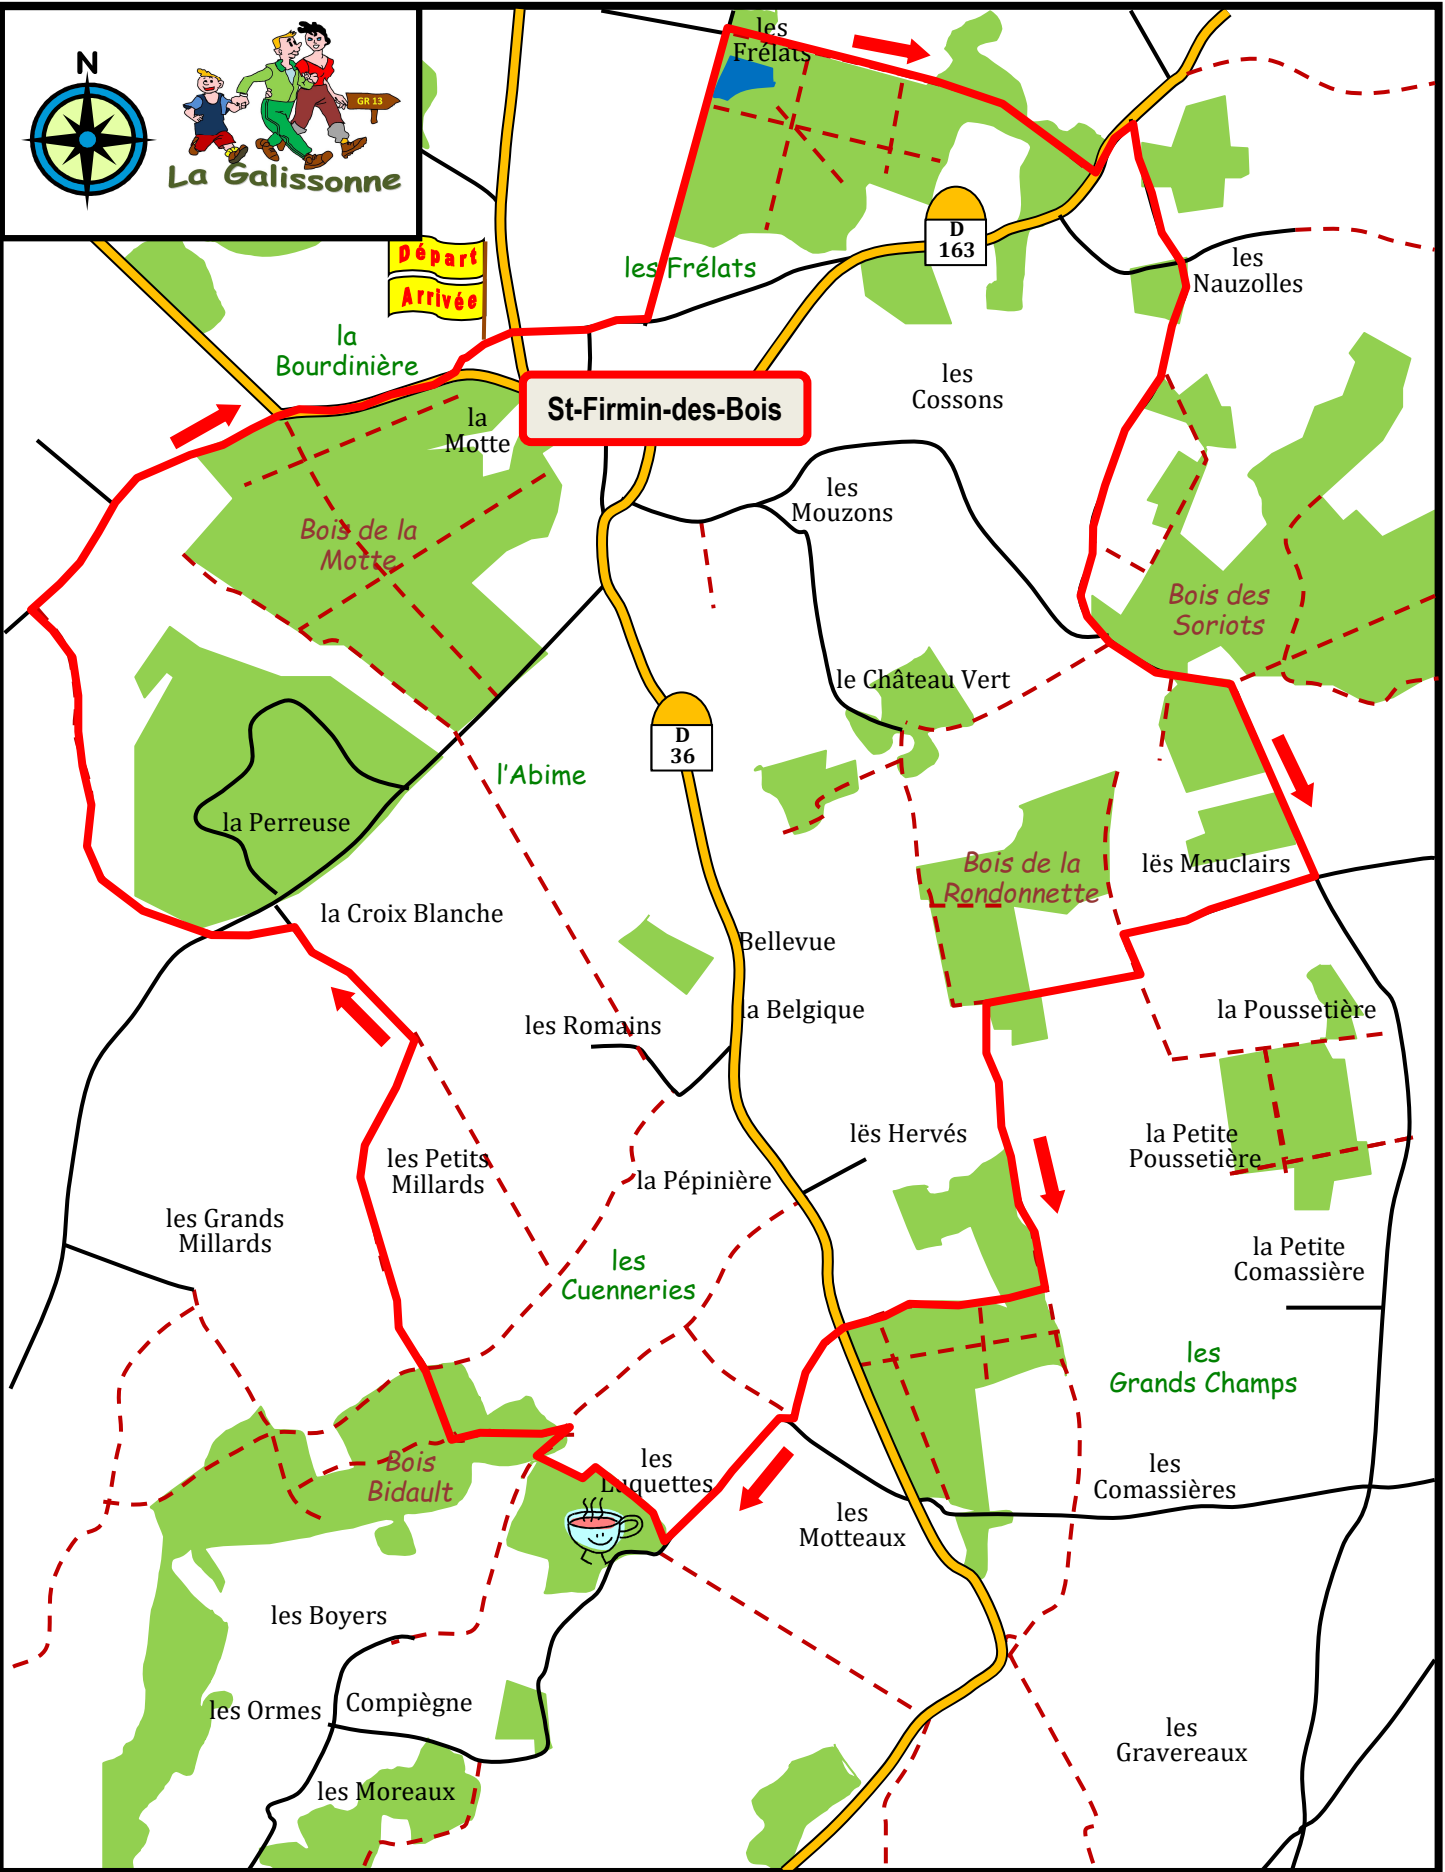 N
GR 13
La Galissonne
les
Frélats
Départ
Arrivée
D
163
les Frélats
les
Nauzolles
la
Bourdinière
la
Motte
St-Firmin-des-Bois
les
Cossons
les
Mouzons
Bois de la
Motte
Bois des
Soriots
le Château Vert
D
36
l'Abime
la Perreuse
Bois de la
Rondonnette
lës Mauclairs
la Croix Blanche
Bellevue
la Belgique
les Romains
la Poussetière
lës Hervés
la Petite
Poussetière
les Petits
Millards
la Pépinière
les Grands
Millards
les
Cuenneries
la Petite
Comassière
les
Grands Champs
Bois
Bidault
les
Luquettes
les
Comassières
les
Motteaux
les Boyers
les Ormes
Compiègne
les
Gravereaux
les Moreaux